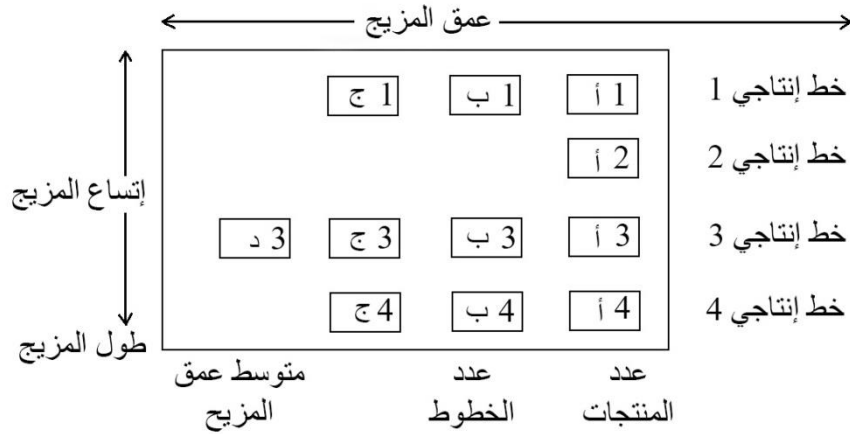 عمق المزيج
خط إنتاجي 1
1 أ
1 ب
1 ج
خط إنتاجي 2
2 أ
إتساع المزيج
خط إنتاجي 3
3 أ
3 ب
3 ج
3 د
خط إنتاجي 4
4 أ
4 ب
4 ج
طول المزيج
عدد
المنتجات
عدد
الخطوط
متوسط عمق
المزيح